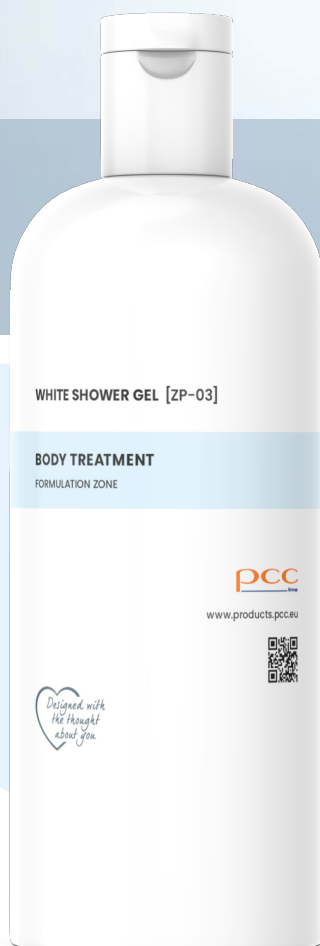 WHITE SHOWER GEL [ZP-03]
BODY TREATMENT
FORMULATION ZONE
pcc
Group
www.products.pcc.eu
Designed with
the thought
about you